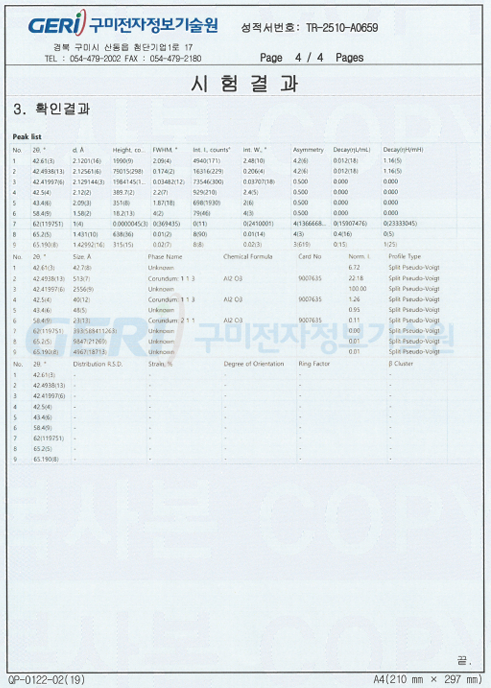 GERI 구미전자정보기술원
성적서번호: TR-2510-A0659
경북 구미시 산동읍 첨단기업1로 17
TEL : 054-479-2002 FAX : 054-479-2180
Page 4 / 4 Pages
시 험 결 과
3. 확인결과
Peak list
No. 2θ, ° d, Å Height, co... FWHM, ° Int. I., counts° Int. W., ° Asymmetry Decay(ηL/mL) Decay(ηH/mH)
1 42.61(3) 2.1201(16) 1990(9) 2.09(4) 4940(171) 2.48(10) 4.2(6) 0.012(18) 1.16(5)
2 42.4938(13) 2.12561(6) 79015(298) 0.174(2) 16316(229) 0.206(4) 4.2(6) 0.012(18) 1.16(5)
3 42.41997(6) 2.129144(3) 1984145(1... 0.03482(12) 73546(300) 0.03707(18) 0.500 0.000 0.000
4 42.5(4) 2.12(2) 389.7(2) 2.2(7) 929(210) 2.4(5) 0.500 0.000 0.000
5 43.4(6) 2.09(3) 351(8) 1.87(18) 698(1930) 2(6) 0.500 0.000 0.000
6 58.4(9) 1.58(2) 18.2(13) 4(2) 79(46) 4(3) 0.500 0.000 0.000
7 62(119751) 1(4) 0.0000045(3) 0(369435) 0(11) 0(2410091) 4(1366668... 0(15907476) 0(23333045)
8 65.2(5) 1.431(10) 638(36) 0.01(2) 8(90) 0.01(14) 4(3) 0.4(16) 0(5)
9 65.190(8) 1.42992(16) 315(15) 0.02(7) 8(8) 0.02(3) 3(619) 0(15) 1(25)
No. 2θ, ° Size, Å Phase Name Chemical Formula Card No Norm. I. Profile Type
1 42.61(3) 42.7(8) Unknown 6.72 Split Pseudo-Voigt
2 42.4938(13) 513(7) Corundum: 1 1 3 Al2 O3 9007635 22.18 Split Pseudo-Voigt
3 42.41997(6) 2556(9) Unknown 100.00 Split Pseudo-Voigt
4 42.5(4) 40(12) Corundum: 1 1 3 Al2 O3 9007635 1.26 Split Pseudo-Voigt
5 43.4(6) 48(5) Unknown 0.95 Split Pseudo-Voigt
6 58.4(9) 23(13) Corundum: 2 1 1 Al2 O3 9007635 0.11 Split Pseudo-Voigt
7 62(119751) Unknown 0.00 Split Pseudo-Voigt
8 65.2(5) 5847(21269) Unknown 0.01 Split Pseudo-Voigt
9 65.190(8) 4967(18713) Unknown 0.01 Split Pseudo-Voigt
GERI 구미전자정보기술원
No. 2θ, ° Distribution R.S.D. Strain, % Degree of Orientation Ring Factor β Cluster
1 42.61(3) - - - - -
2 42.4938(13) - - - - -
3 42.41997(6) - - - - -
4 42.5(4) - - - - -
5 43.4(6) - - - - -
6 58.4(9) - - - - -
7 62(119751) - - - - -
8 65.2(5) - - - - -
9 65.190(8) - - - - -
끝.
QP-0122-02(19)
A4(210 mm × 297 mm)